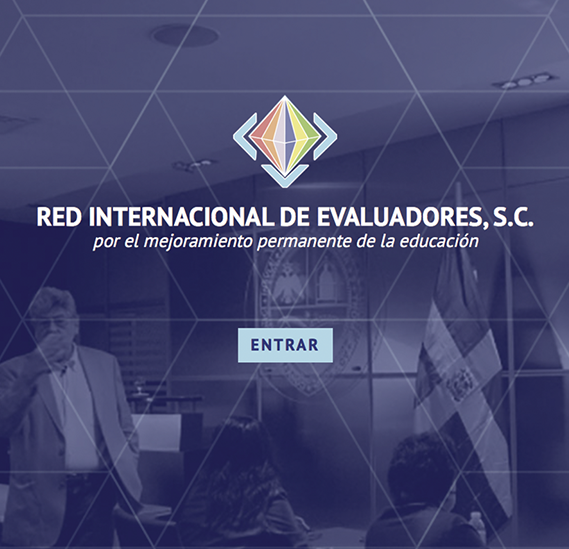 RED INTERNACIONAL DE EVALUADORES, S.C.
por el mejoramiento permanente de la educación
ENTRAR